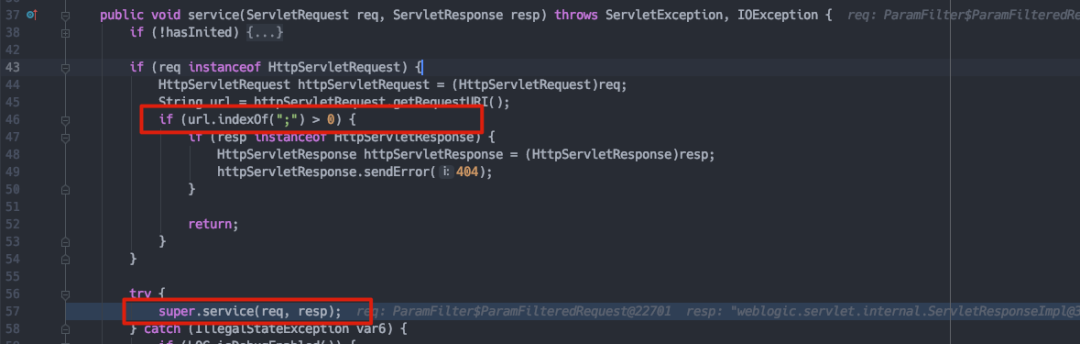 37 public void service(ServletRequest req, ServletResponse resp) throws ServletException, IOException { req: ParamFilter$ParamFilteredRe
38 if (!hasInited) {...}
42
43 if (req instanceof HttpServletRequest) {
44 HttpServletRequest httpServletRequest = (HttpServletRequest)req;
45 String url = httpServletRequest.getRequestURI();
46 if (url.indexOf(";") > 0) {
47 if (resp instanceof HttpServletResponse) {
48 HttpServletResponse httpServletResponse = (HttpServletResponse)resp;
49 httpServletResponse.sendError( i: 404);
50 }
51
52 return;
53 }
54 }
55
56 try {
57 super.service(req, resp); req: ParamFilter$ParamFilteredRequest@22701 resp: "weblogic.servlet.internal.ServletResponseImpl@3
58 } catch (IllegalStateException var6) {
if (LOG.isDebugEnabled()) {